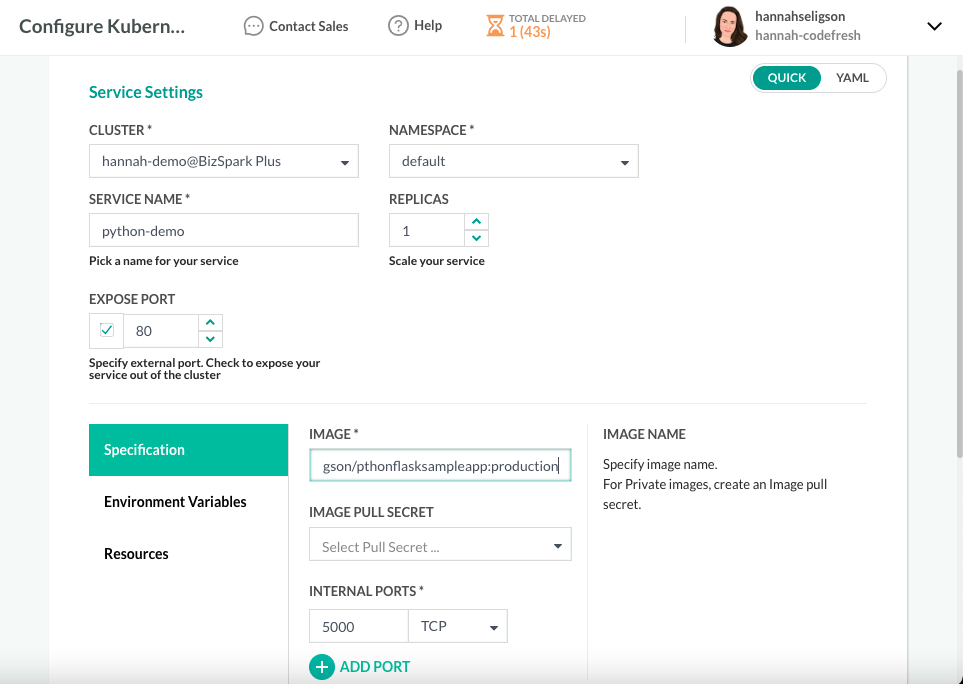 Configure Kubern...
Contact Sales
Help
TOTAL DELAYED
1 (43s)
hannahseligson
hannah-codefresh
QUICK YAML
Service Settings
CLUSTER * NAMESPACE *
hannah-demo@BizSpark Plus default
SERVICE NAME * REPLICAS
python-demo 1
Pick a name for your service Scale your service
EXPOSE PORT
80
Specify external port. Check to expose your
service out of the cluster
Specification
Environment Variables
Resources
IMAGE *
gson/pthonflasksampleapp:production
IMAGE PULL SECRET
Select Pull Secret ...
INTERNAL PORTS *
5000 TCP
ADD PORT
IMAGE NAME
Specify image name.
For Private images, create an Image pull
secret.